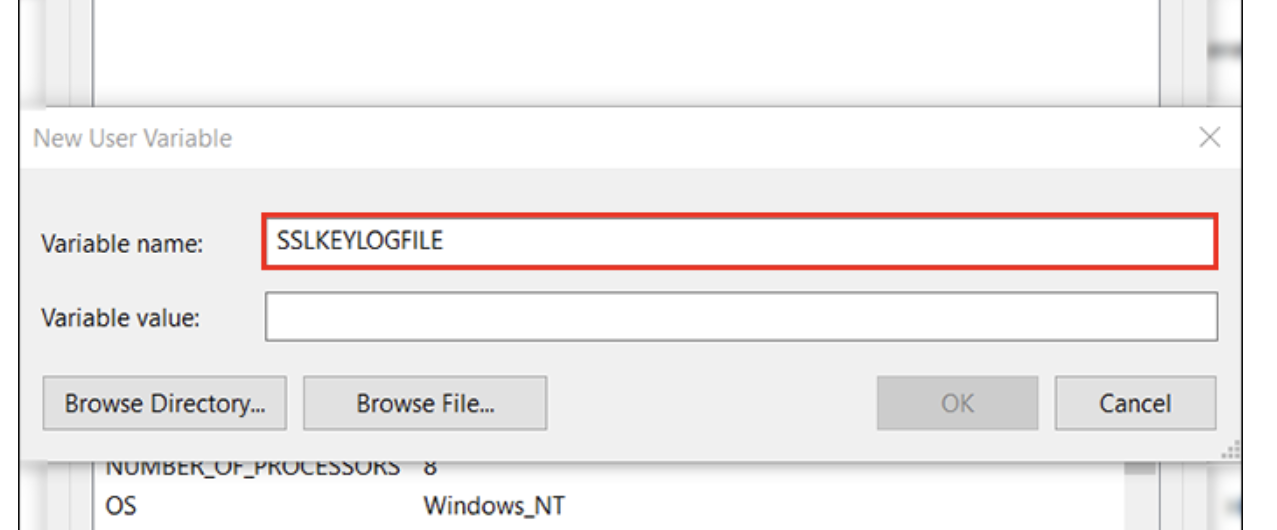 New User Variable
Variable name: SSLKEYLOGFILE
Variable value:
Browse Directory... Browse File... OK Cancel
NUMBER_OF_PROCESSORS 8
OS Windows_NT